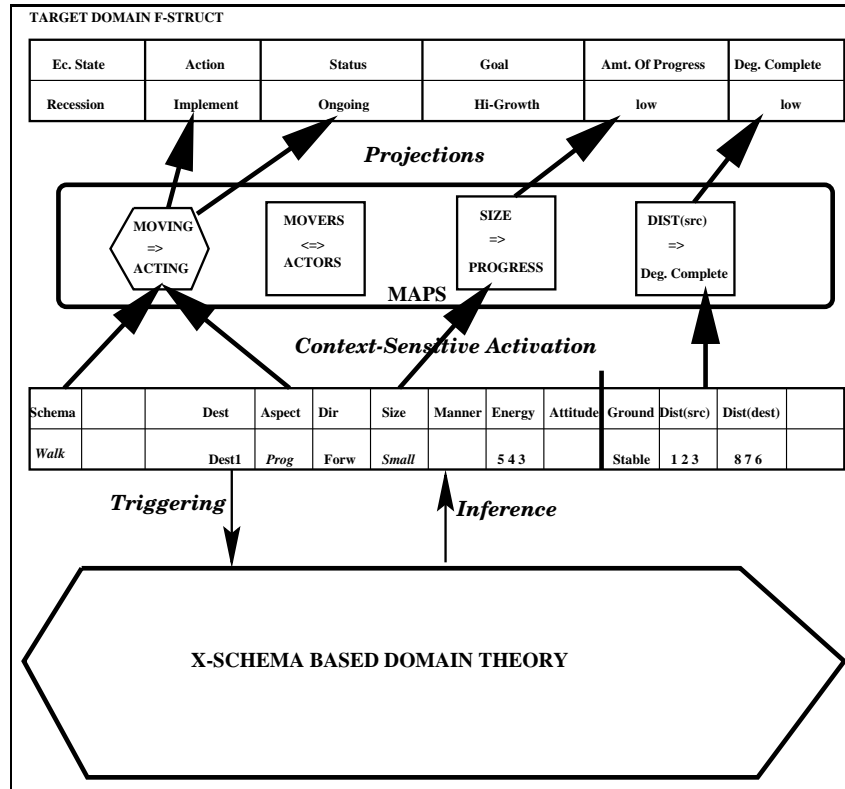 TARGET DOMAIN F-STRUCT
Ec. State Action Status Goal Amt. Of Progress Deg. Complete
Recession Implement Ongoing Hi-Growth low low
Projections
MOVING
=>
ACTING
MOVERS
<=>
ACTORS
SIZE
=>
PROGRESS
DIST(src)
=>
Deg. Complete
MAPS
Context-Sensitive Activation
Schema Dest Aspect Dir Size Manner Energy Attitude Ground Dist(src) Dist(dest)
Walk Dest1 Prog Forw Small 5 4 3 Stable 1 2 3 8 7 6
Triggering
Inference
X-SCHEMA BASED DOMAIN THEORY